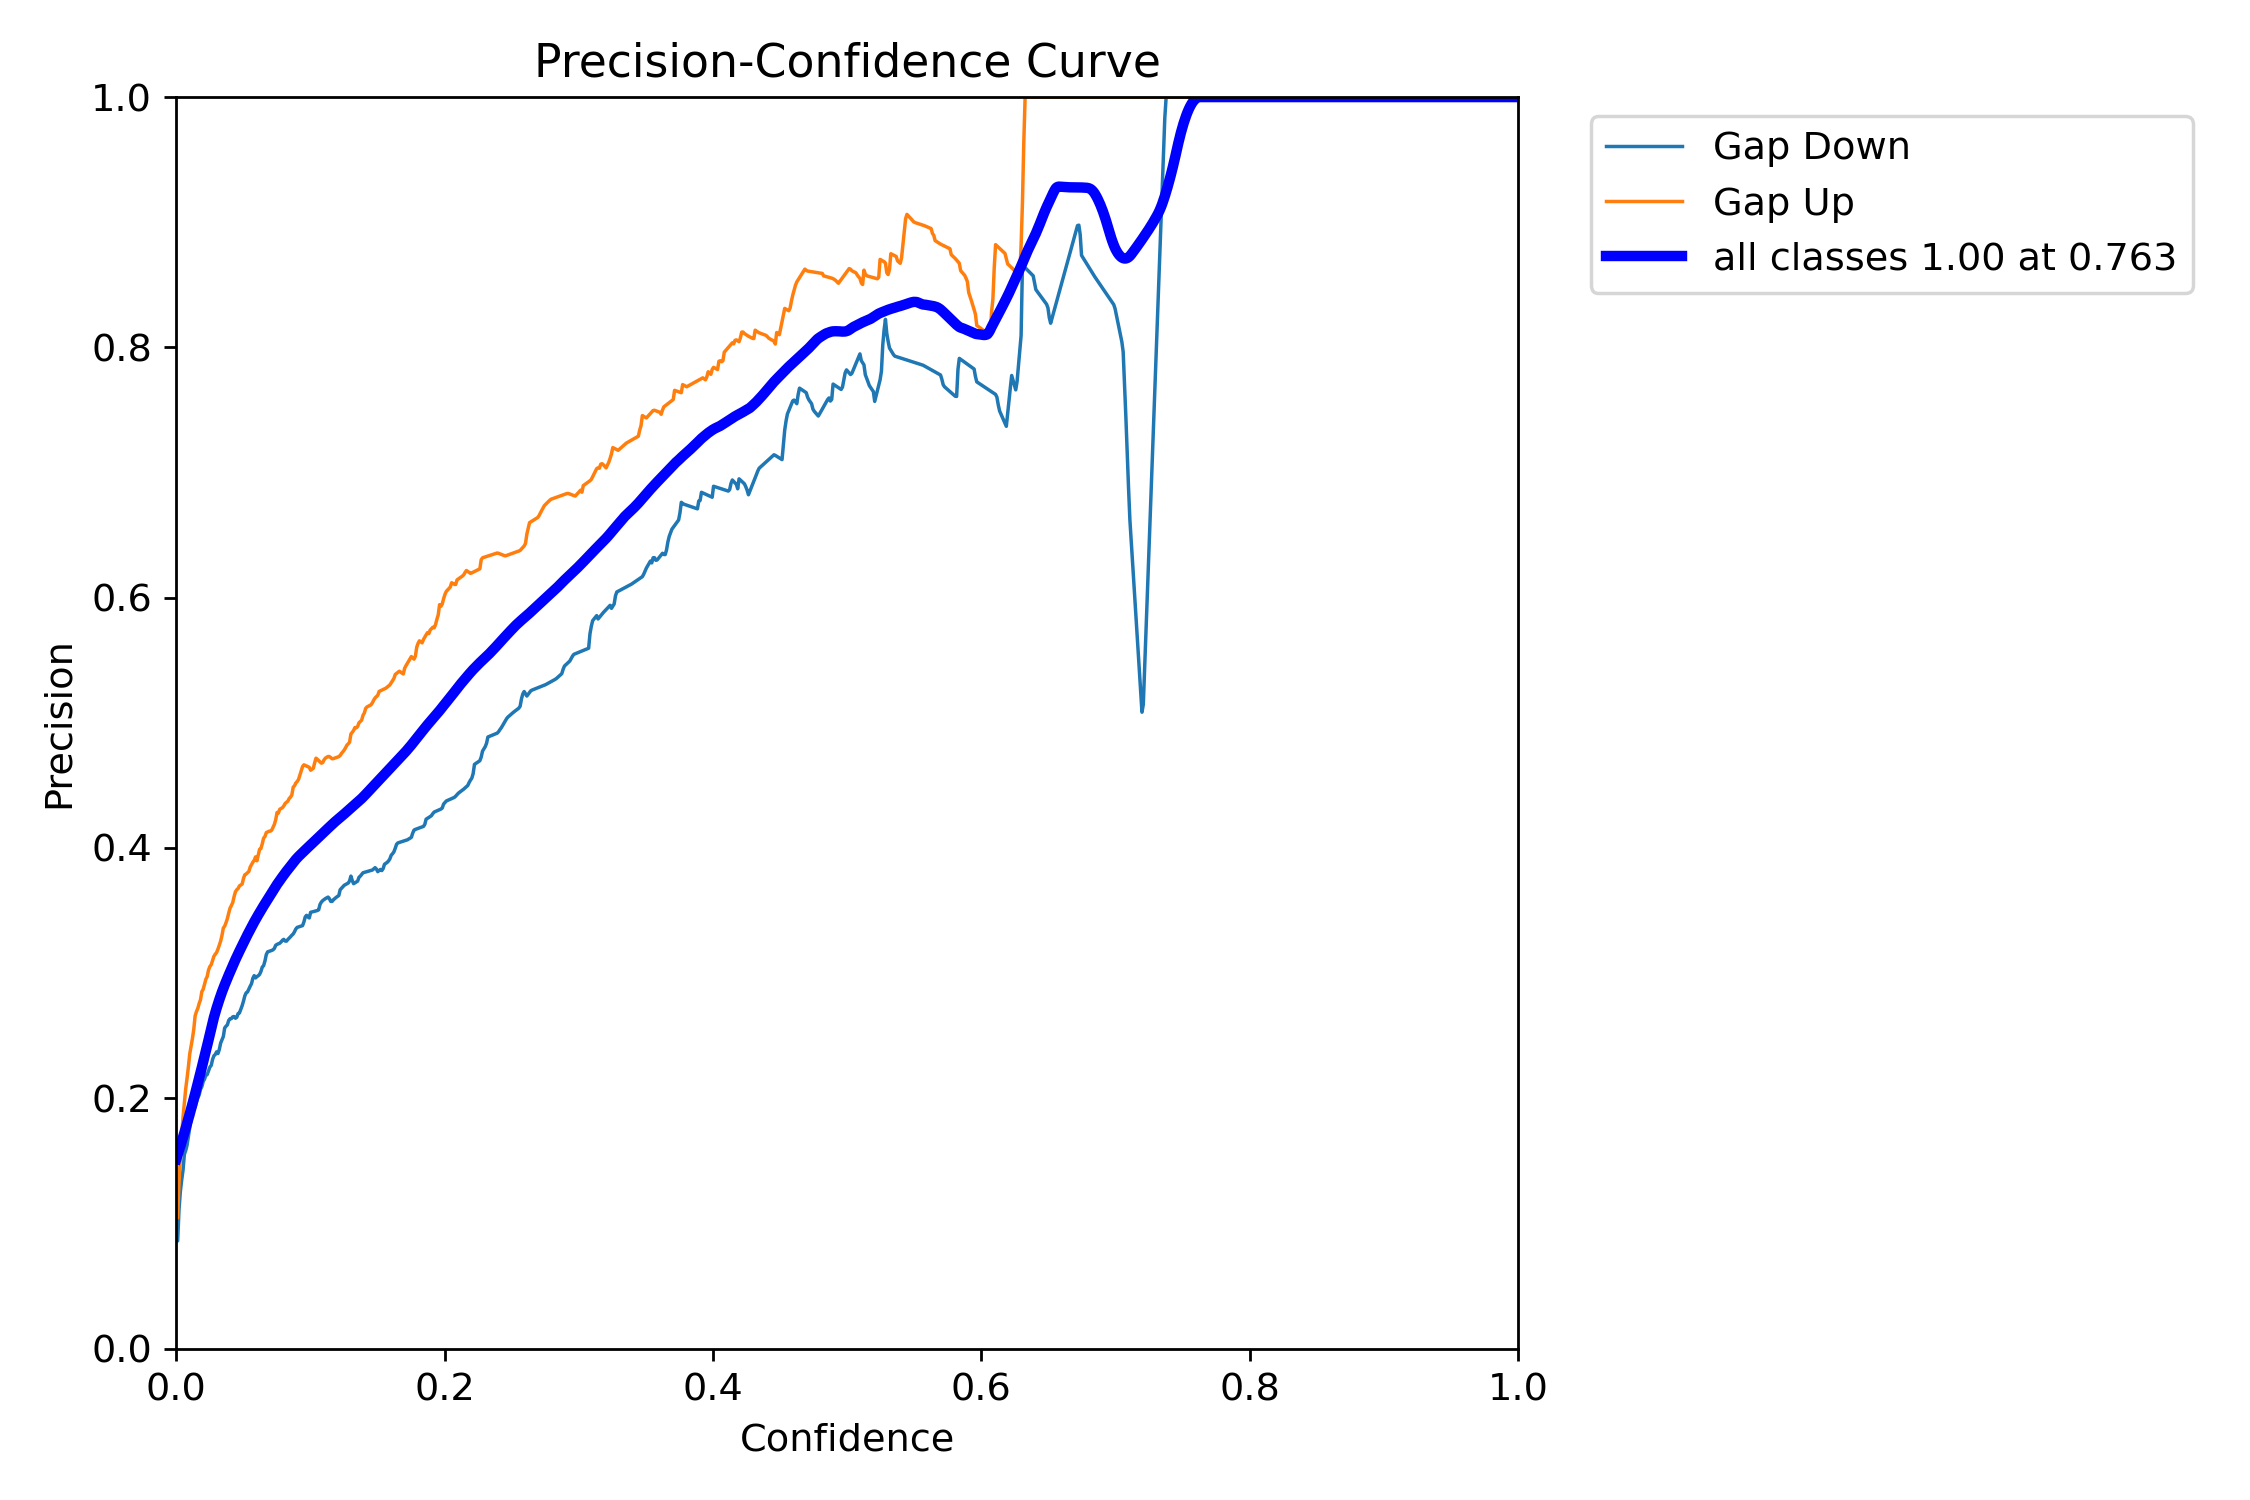 Precision-Confidence Curve
1.0
0.8
0.6
0.4
0.2
0.0
Precision
0.0 0.2 0.4 0.6 0.8 1.0
Confidence
Gap Down
Gap Up
all classes 1.00 at 0.763